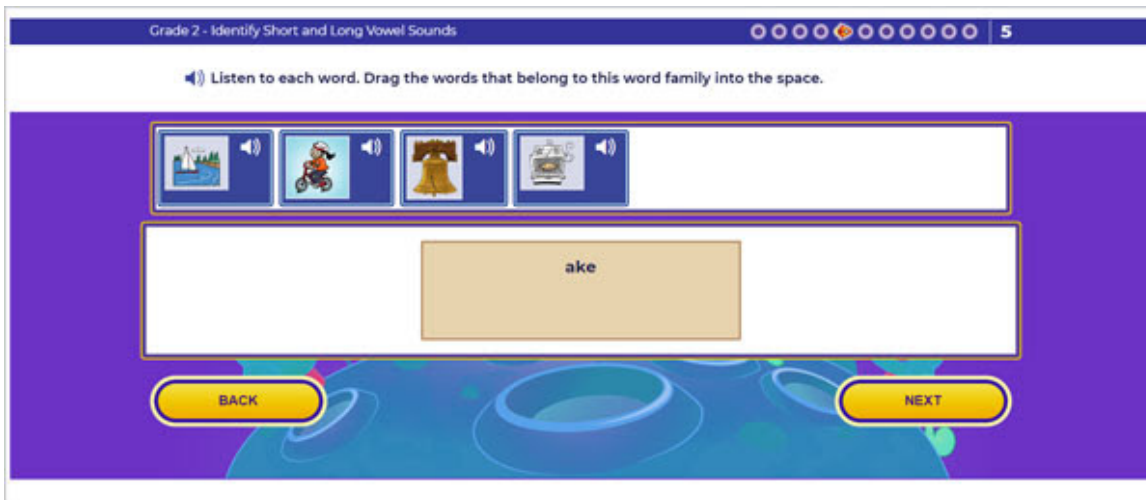 Grade 2 - Identify Short and Long Vowel Sounds
5
Listen to each word. Drag the words that belong to this word family into the space.
ake
BACK
NEXT